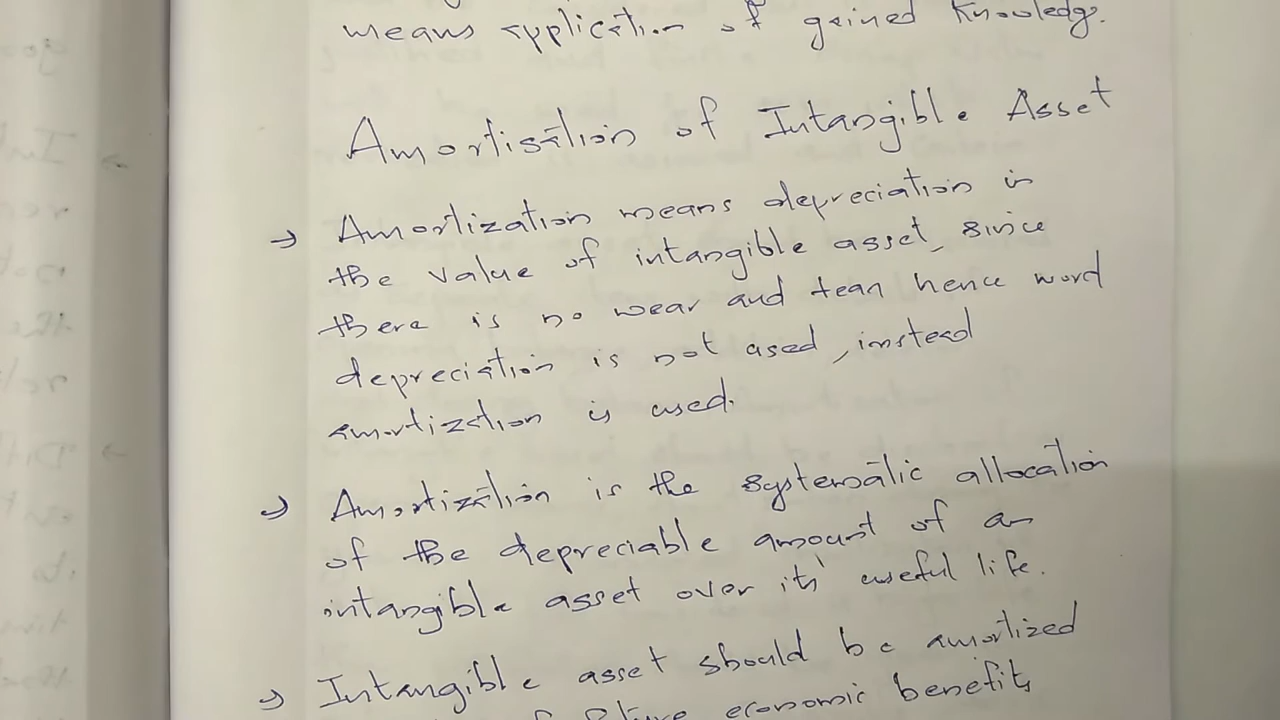 means application of gained knowledge.
Amortisation of Intangible Asset
→ Amortization means depreciation in
the value of intangible asset, since
there is no wear and tear hence word
depreciation is not used, instead
amortization is used.
→ Amortization is the systematic allocation
of the depreciable amount of an
intangible asset over its' useful life.
→ Intangible asset should be amortized
economic benefits